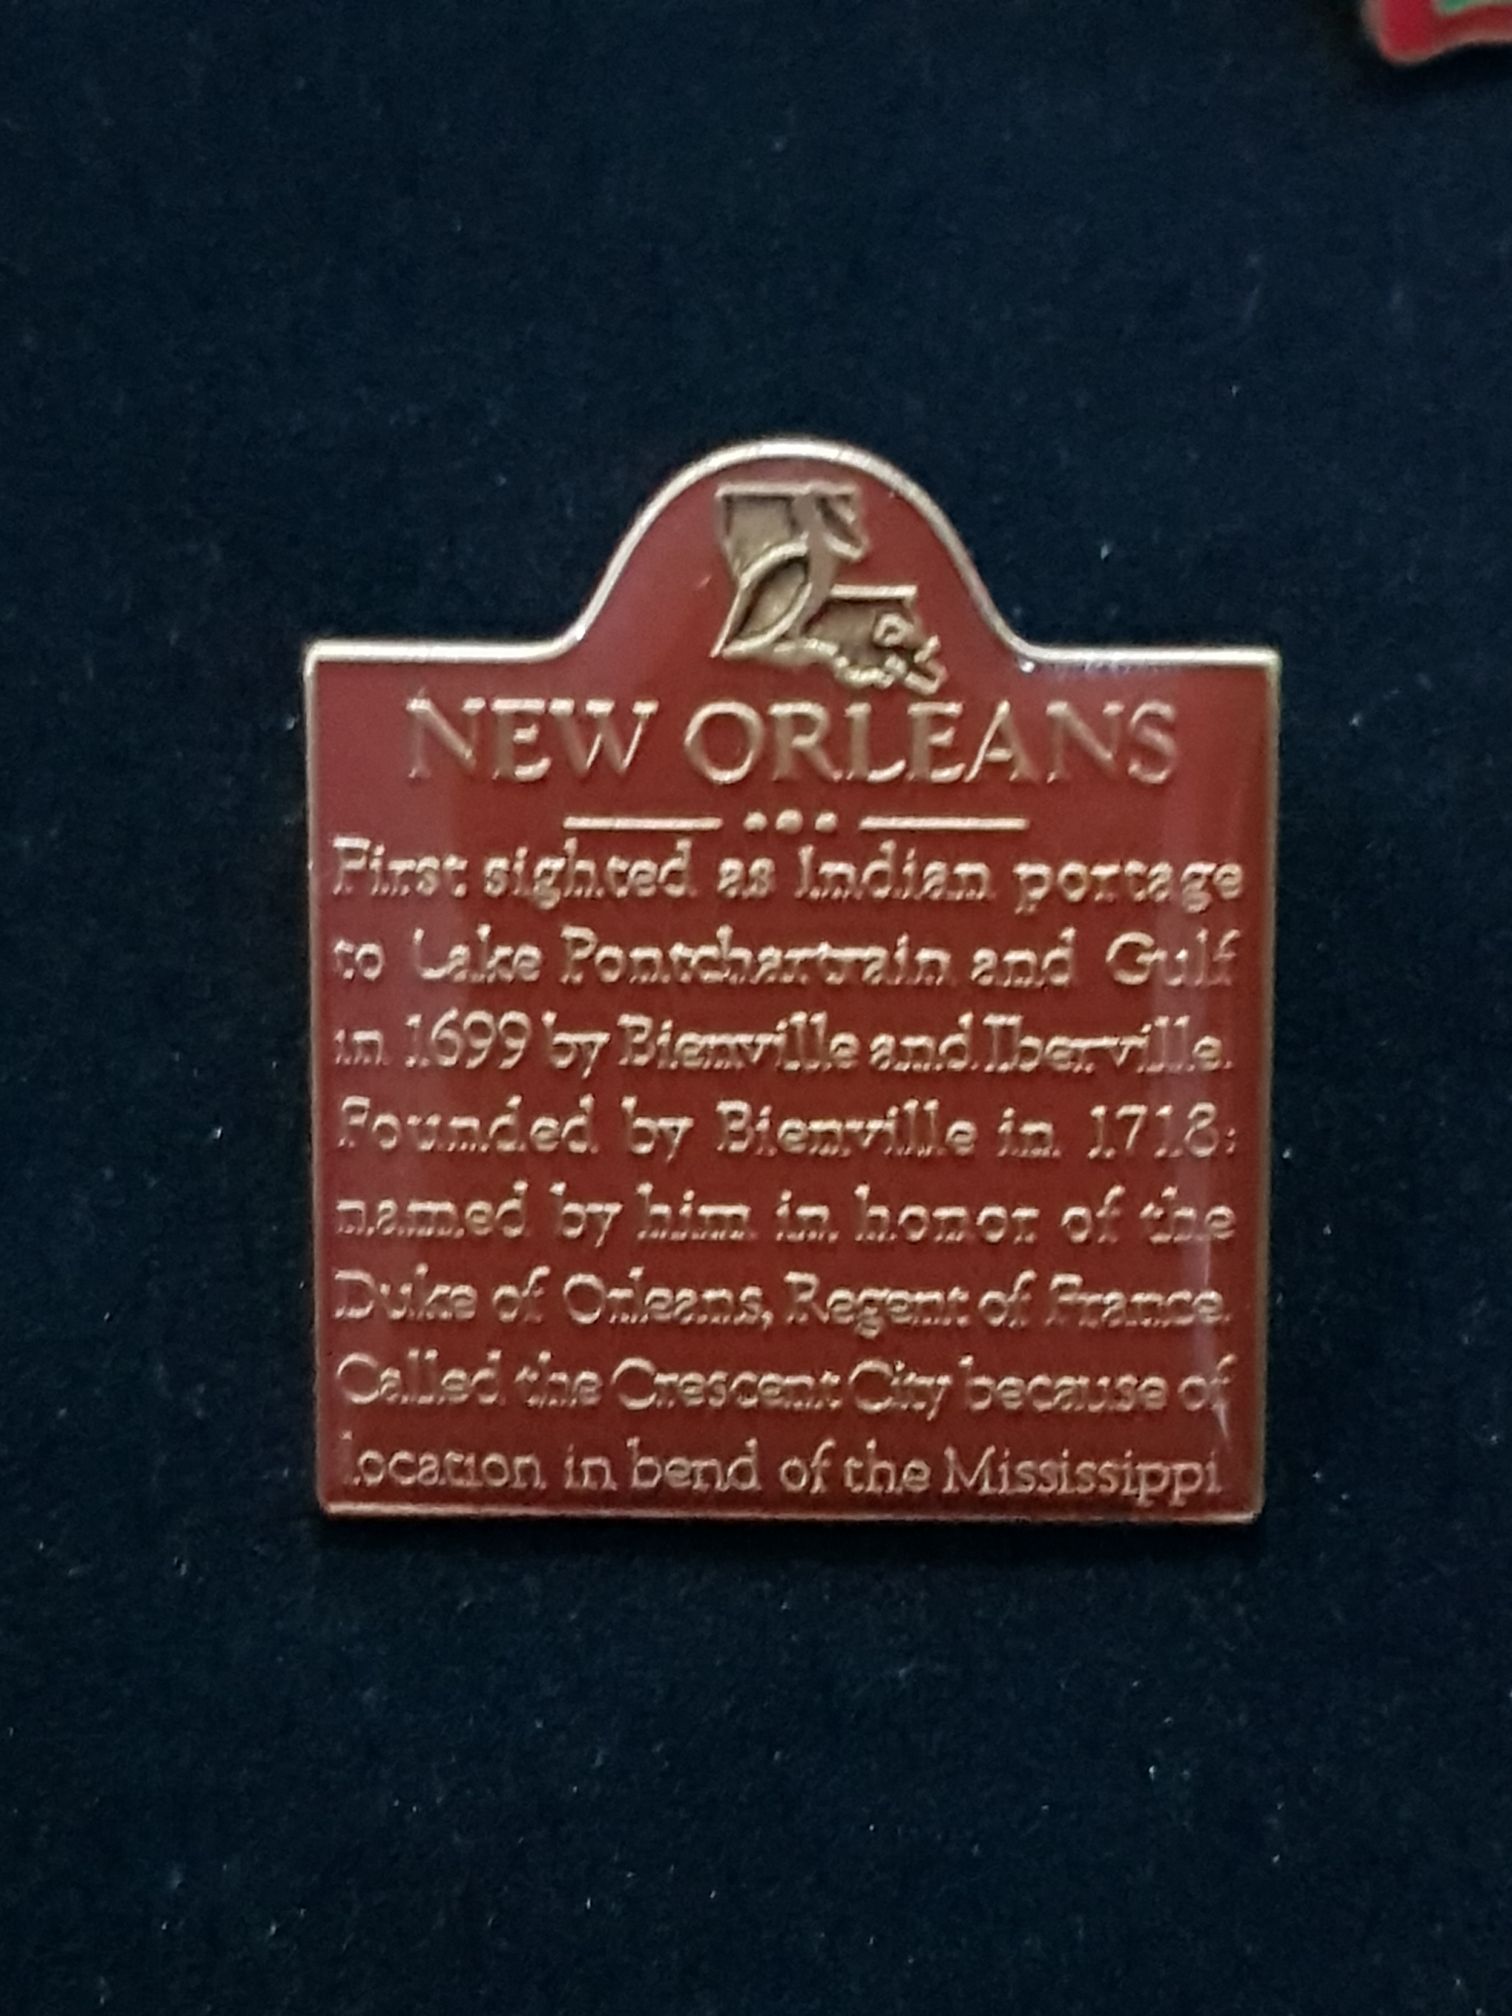 NEW ORLEANS
First sighted as Indian portage
to Lake Pontchartrain and Gulf
in 1699 by Bienville and Iberville.
Founded by Bienville in 1718;
named by him in honor of the
Duke of Orleans, Regent of France.
Called the Crescent City because of
location in bend of the Mississippi